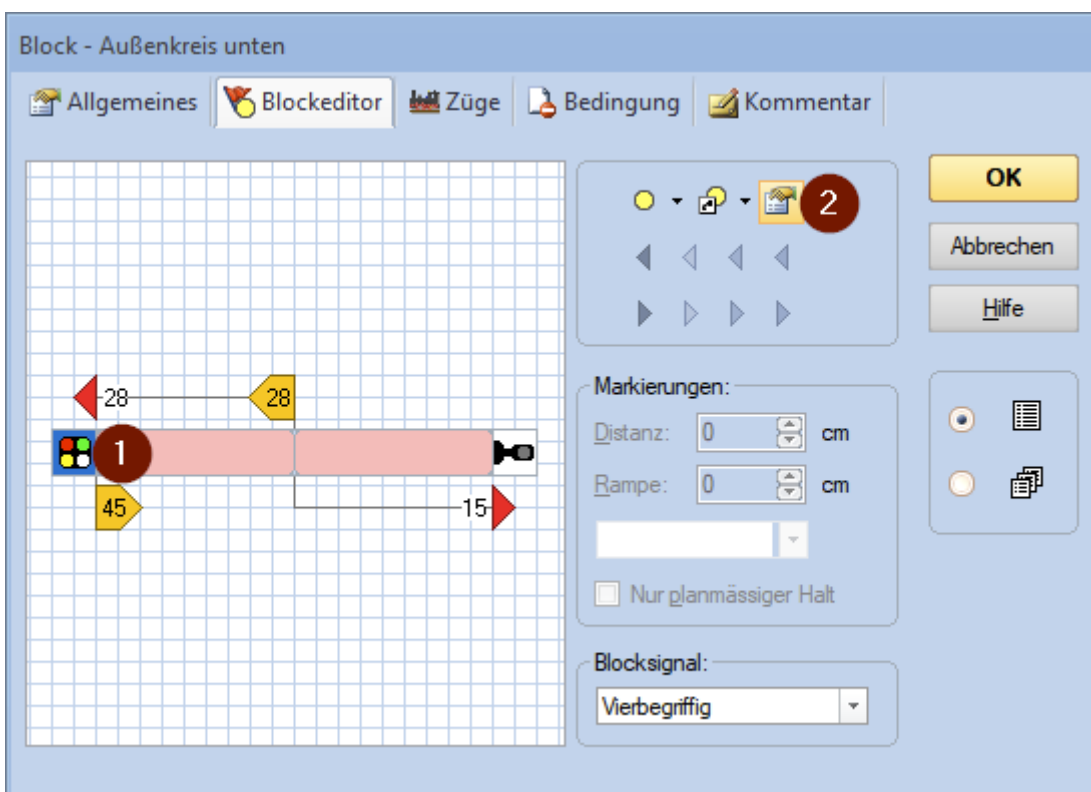 Block - Außenkreis unten
Allgemeines Blockeditor Züge Bedingung Kommentar
2
OK
Abbrechen
Hilfe
28 28
1
45 15
Markierungen:
Distanz: 0 cm
Rampe: 0 cm
Nur planmässiger Halt
Blocksignal:
Vierbegriffig